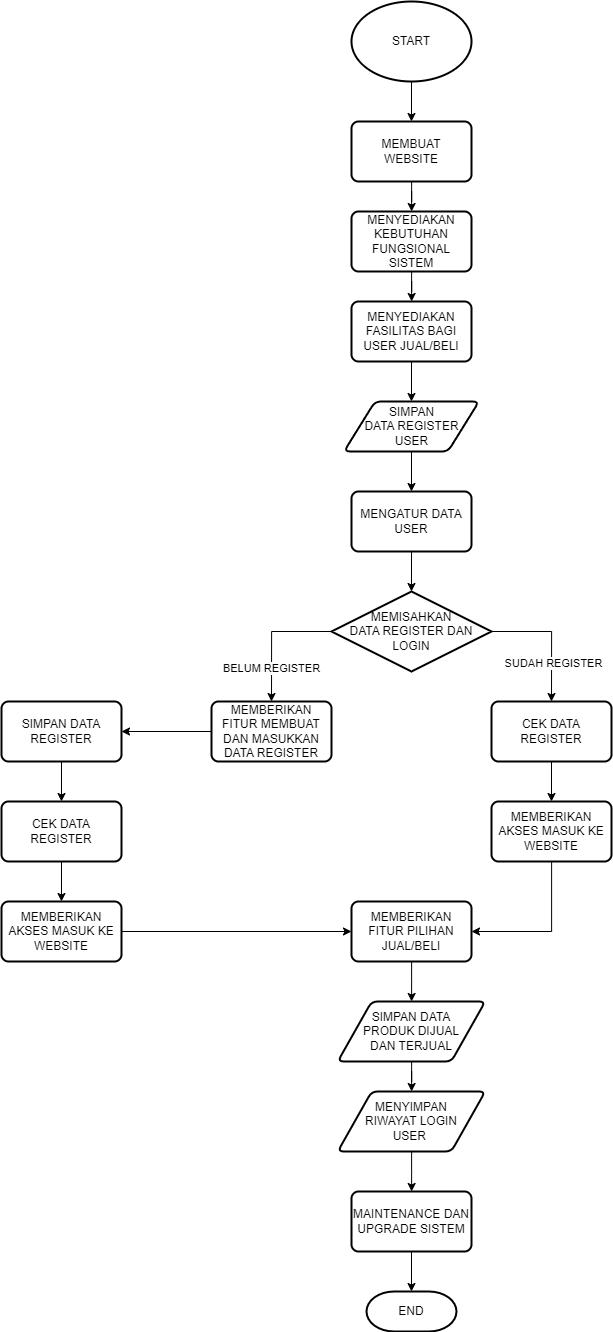 START
MEMBUAT
WEBSITE
MENYEDIAKAN
KEBUTUHAN
FUNGSIONAL
SISTEM
MENYEDIAKAN
FASILITAS BAGI
USER JUAL/BELI
SIMPAN
DATA REGISTER
USER
MENGATUR DATA
USER
MEMISAHKAN
DATA REGISTER DAN
LOGIN
BELUM REGISTER
SUDAH REGISTER
SIMPAN DATA
REGISTER
MEMBERIKAN
FITUR MEMBUAT
DAN MASUKKAN
DATA REGISTER
CEK DATA
REGISTER
CEK DATA
REGISTER
MEMBERIKAN
AKSES MASUK KE
WEBSITE
MEMBERIKAN
AKSES MASUK KE
WEBSITE
MEMBERIKAN
FITUR PILIHAN
JUAL/BELI
SIMPAN DATA
PRODUK DIJUAL
DAN TERJUAL
MENYIMPAN
RIWAYAT LOGIN
USER
MAINTENANCE DAN
UPGRADE SISTEM
END